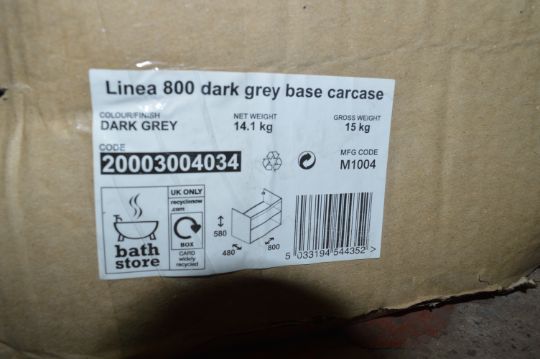 Linea 800 dark grey base carcase
COLOUR/FINISH NET WEIGHT GROSS WEIGHT
DARK GREY 14.1 kg 15 kg
CODE MFG CODE
20003004034 M1004
UK ONLY
recyclenow
.com
BOX
CARD
widely
recycled
bath
store
580
480
800
5 033194 544352 >